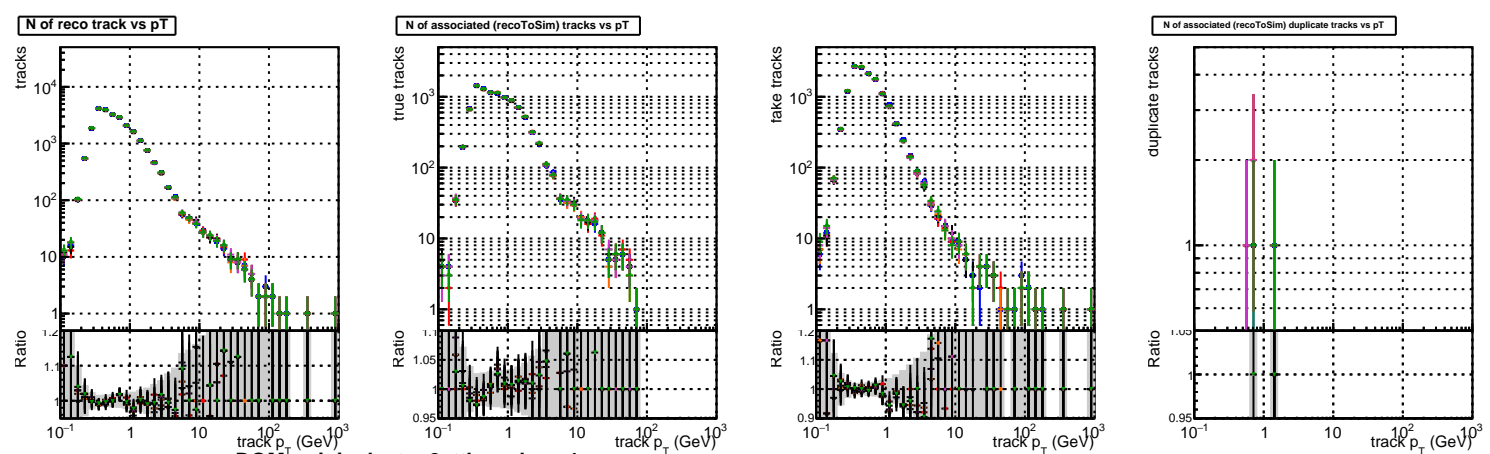 N of reco track vs pT
tracks
10^4
10^3
10^2
10
1
1.2
1.1
1
Ratio
10^-1 1 10 10^2 10^3
track p_T (GeV)
N of associated (recoToSim) tracks vs pT
true tracks
10^3
10^2
10
1
1.1
1.05
1
0.95
Ratio
10^-1 1 10 10^2 10^3
track p_T (GeV)
fake tracks
10^3
10^2
10
1
1.2
1.1
1
0.9
Ratio
10^-1 1 10 10^2 10^3
track p_T (GeV)
N of associated (recoToSim) duplicate tracks vs pT
duplicate tracks
1
1.05
1
0.95
Ratio
10^-1 1 10 10^2 10^3
track p_T (GeV)